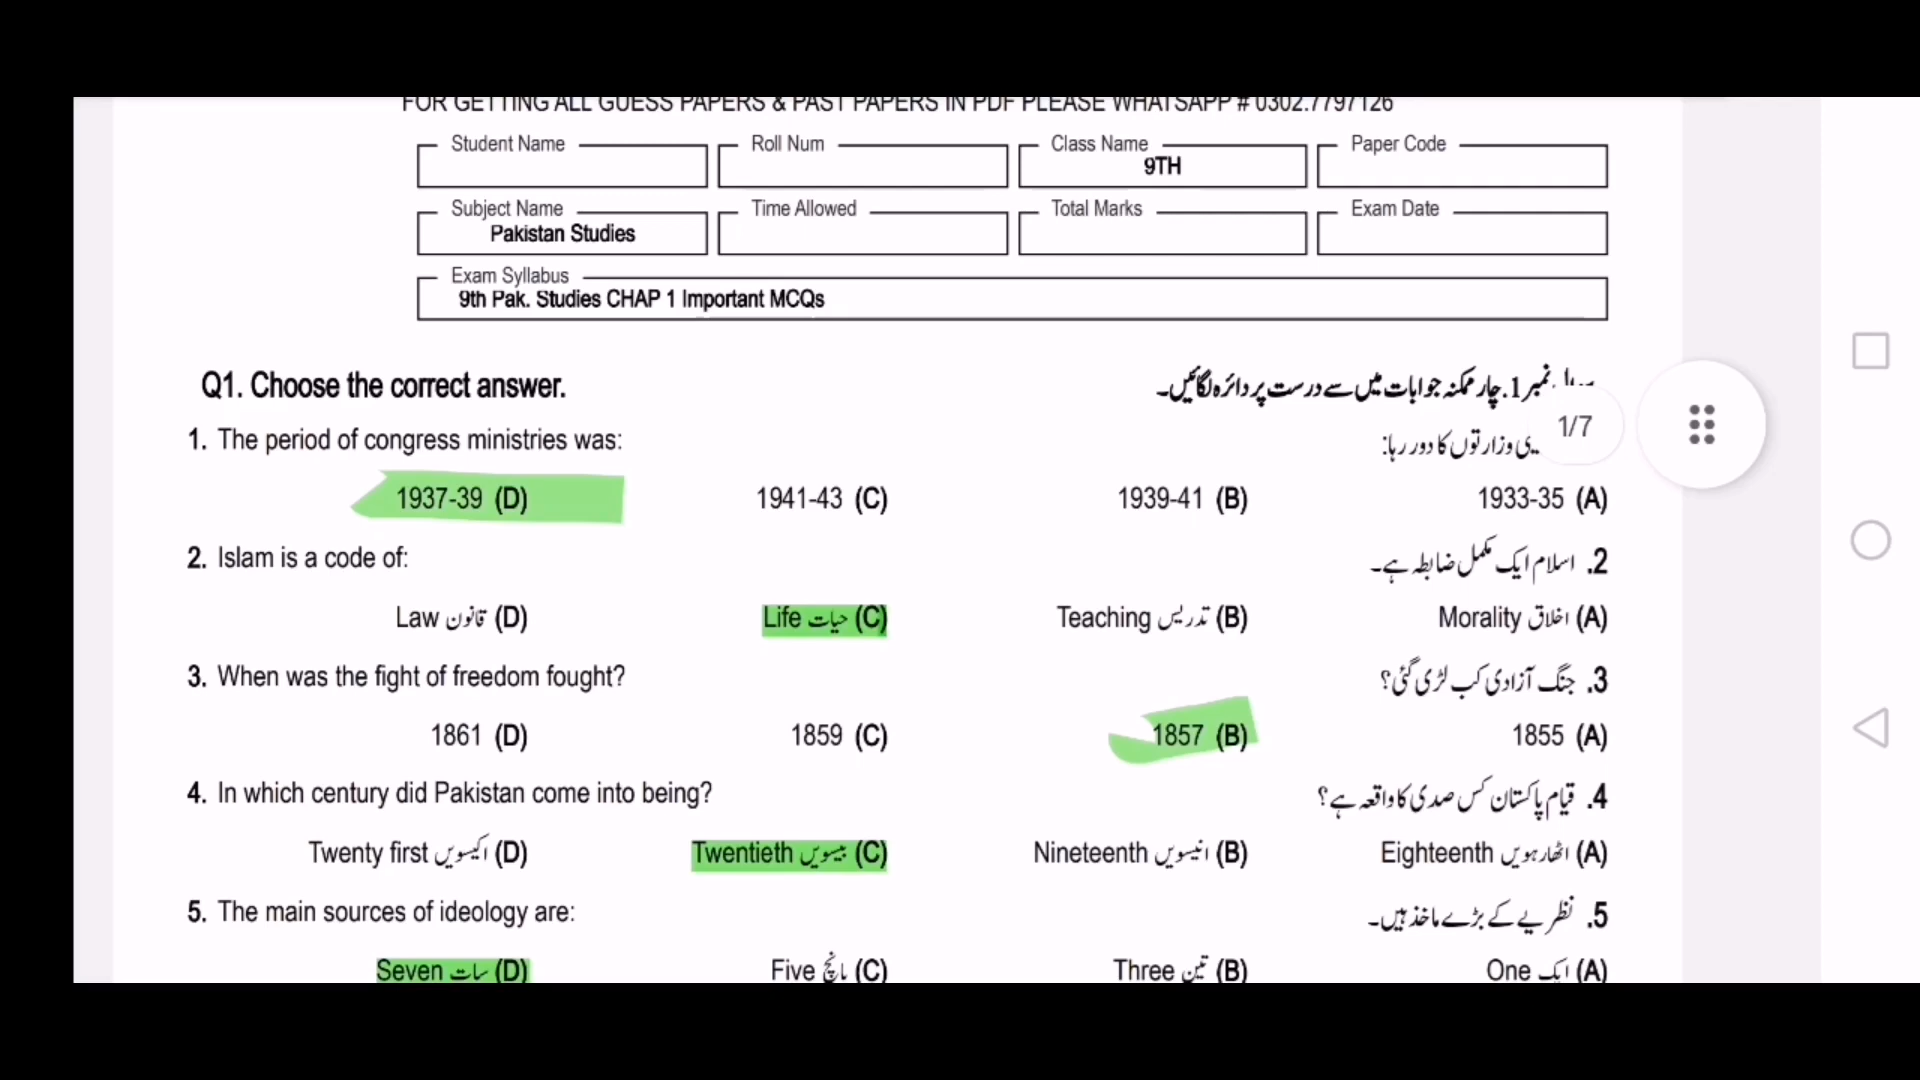 FOR GETTING ALL GUESS PAPERS & PAST PAPERS IN PDF PLEASE WHATSAPP # 0302.7797126
Student Name Roll Num Class Name Paper Code
9TH
Subject Name Time Allowed Total Marks Exam Date
Pakistan Studies
Exam Syllabus
9th Pak. Studies CHAP 1 Important MCQs
Q1. Choose the correct answer. نمبر 1. چار ممکنہ جوابات میں سے درست پر دائرہ لگائیں۔
1/7
1. The period of congress ministries was: وزارتوں کا دور رہا:
1937-39 (D) 1941-43 (C) 1939-41 (B) 1933-35 (A)
2. Islam is a code of: 2. اسلام ایک مکمل ضابطہ ہے۔
Law قانون (D) Life حیات (C) Teaching تدریس (B) Morality اخلاق (A)
3. When was the fight of freedom fought? 3. جنگ آزادی کب لڑی گئی؟
1861 (D) 1859 (C) 1857 (B) 1855 (A)
4. In which century did Pakistan come into being? 4. قیام پاکستان کس صدی کا واقعہ ہے؟
Twenty first اکیسویں (D) Twentieth بیسویں (C) Nineteenth انیسویں (B) Eighteenth اٹھارہویں (A)
5. The main sources of ideology are: 5. نظریے کے بڑے ماخذ ہیں۔
Seven سات (D) Five پانچ (C) Three تین (B) One ایک (A)